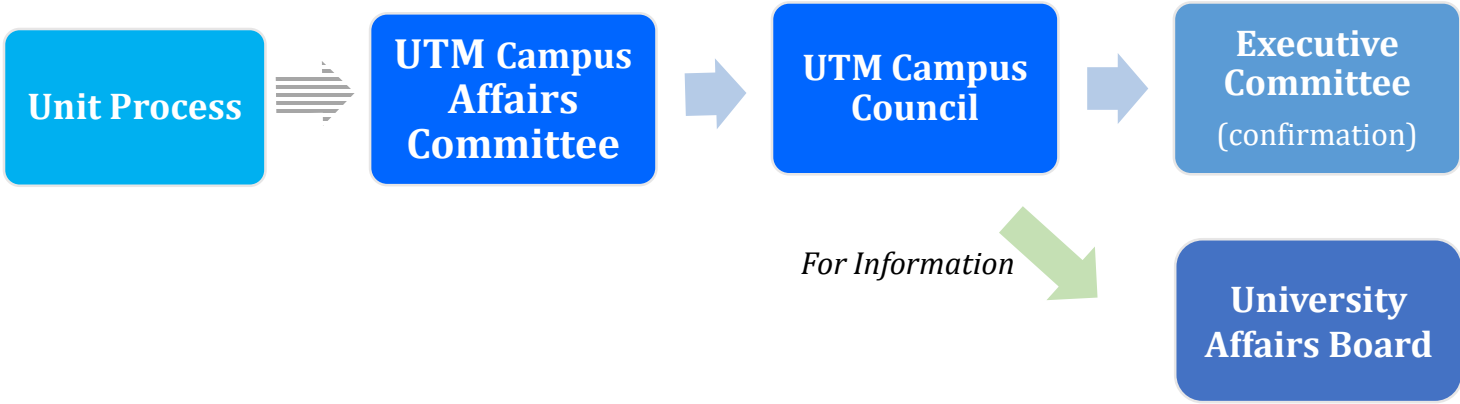 Unit Process
UTM Campus
Affairs
Committee
UTM Campus
Council
Executive
Committee
(confirmation)
For Information
University
Affairs Board